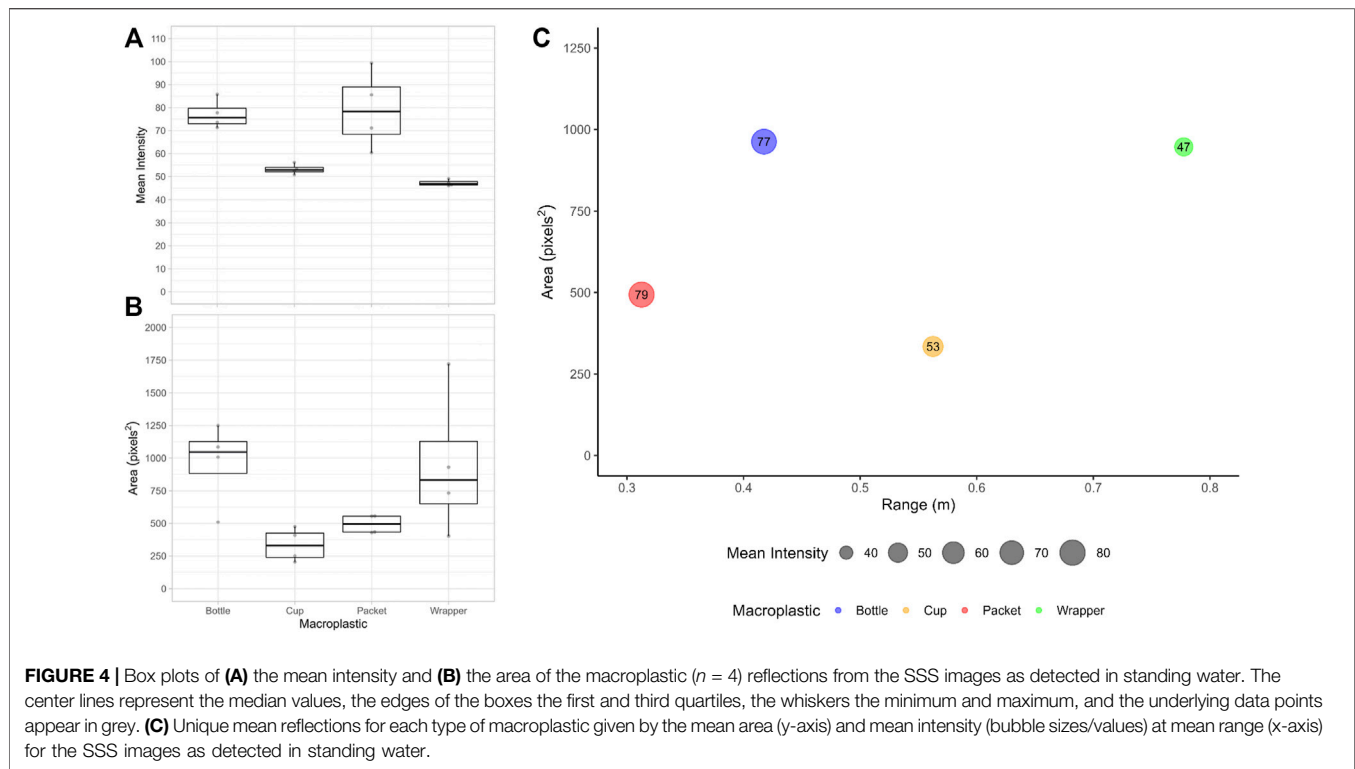 A
110
100
90
80
70
60
50
40
30
20
10
0
Mean Intensity
B
2000
1750
1500
1250
1000
750
500
250
0
Area (pixels²)
Bottle Cup Packet Wrapper
Macroplastic
C
1250
1000
750
500
250
0
Area (pixels²)
77
47
79
53
0.3 0.4 0.5 0.6 0.7 0.8
Range (m)
Mean Intensity 40 50 60 70 80
Macroplastic Bottle Cup Packet Wrapper
FIGURE 4 | Box plots of (A) the mean intensity and (B) the area of the macroplastic (n = 4) reflections from the SSS images as detected in standing water. The
center lines represent the median values, the edges of the boxes the first and third quartiles, the whiskers the minimum and maximum, and the underlying data points
appear in grey. (C) Unique mean reflections for each type of macroplastic given by the mean area (y-axis) and mean intensity (bubble sizes/values) at mean range (x-axis)
for the SSS images as detected in standing water.